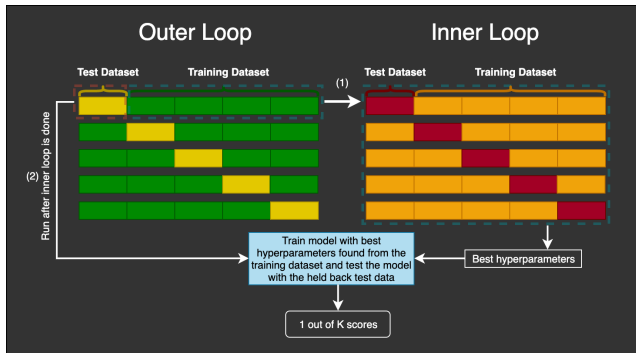 Outer Loop
Inner Loop
Test Dataset
Training Dataset
(1)
Test Dataset
Training Dataset
(2)
Run after inner loop is done
Train model with best
hyperparameters found from the
training dataset and test the model
with the held back test data
Best hyperparameters
1 out of K scores